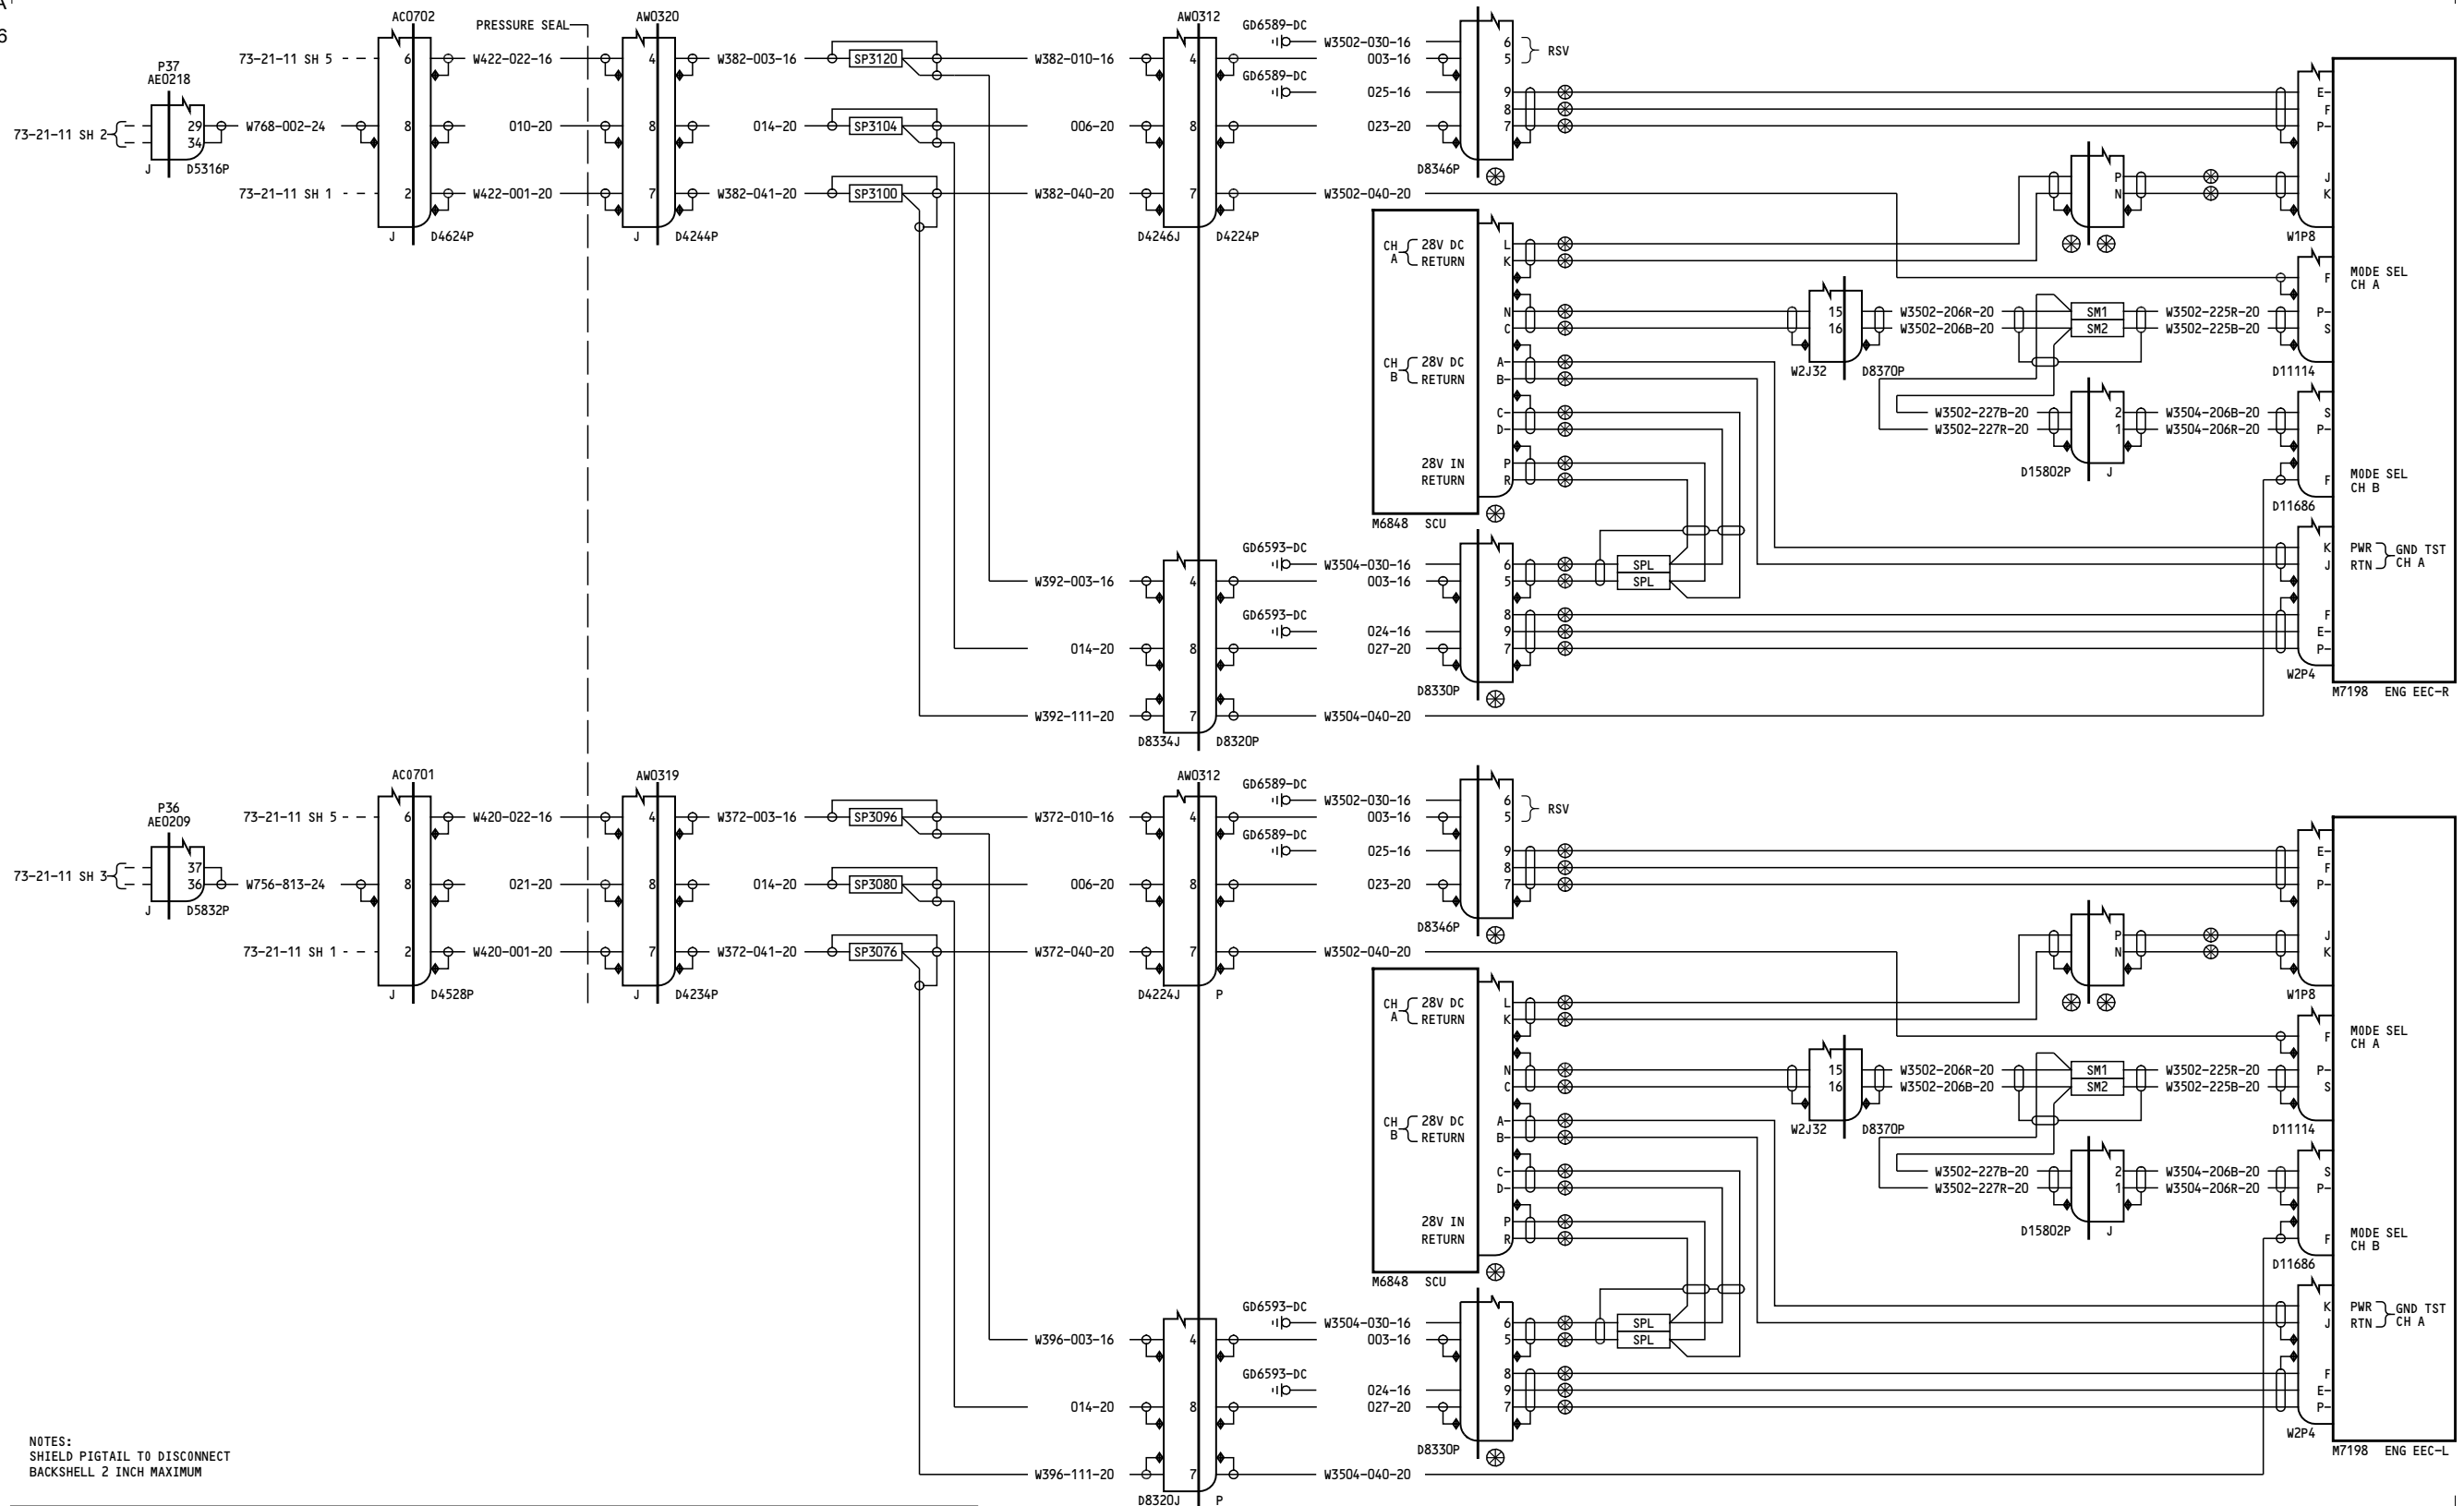 A
6
AC0702
PRESSURE SEAL
AW0320
AW0312
GD6589-DC
W3502-030-16
6
RSV
73-21-11 SH 5
6
W422-022-16
4
W382-003-16
SP3120
W382-010-16
4
003-16
5
P37
AE0218
GD6589-DC
025-16
9
E-
8
F
73-21-11 SH 2
29
W768-002-24
8
010-20
8
014-20
SP3104
006-20
8
023-20
7
P-
34
J
D5316P
D8346P
P
J
73-21-11 SH 1
2
W422-001-20
7
W382-041-20
SP3100
W382-040-20
7
W3502-040-20
N
K
J
D4624P
J
D4244P
D4246J
D4224P
W1P8
CH
A
28V DC
L
RETURN
K
MODE SEL
CH A
F
N
15
W3502-206R-20
SM1
W3502-225R-20
P-
C
16
W3502-206B-20
SM2
W3502-225B-20
S
CH
B
28V DC
A-
RETURN
B-
W2J32
D8370P
D11114
C-
W3502-227B-20
2
W3504-206B-20
S
D-
W3502-227R-20
1
W3504-206R-20
P-
28V IN
P
D15802P
J
MODE SEL
CH B
RETURN
R
F
D11686
M6848
SCU
GD6593-DC
K
PWR
GND TST
CH A
W3504-030-16
6
SPL
J
RTN
W392-003-16
4
003-16
5
SPL
GD6593-DC
8
F
024-16
9
E-
014-20
8
027-20
7
P-
D8330P
W2P4
M7198
ENG EEC-R
W392-111-20
7
W3504-040-20
D8334J
D8320P
AC0701
AW0319
AW0312
GD6589-DC
W3502-030-16
6
RSV
73-21-11 SH 5
6
W420-022-16
4
W372-003-16
SP3096
W372-010-16
4
003-16
5
P36
AE0209
GD6589-DC
025-16
9
E-
37
8
F
73-21-11 SH 3
36
W756-813-24
8
021-20
8
014-20
SP3080
006-20
8
023-20
7
P-
J
D5832P
D8346P
P
J
73-21-11 SH 1
2
W420-001-20
7
W372-041-20
SP3076
W372-040-20
7
W3502-040-20
N
K
J
D4528P
J
D4234P
D4224J
P
W1P8
CH
A
28V DC
L
RETURN
K
MODE SEL
CH A
F
N
15
W3502-206R-20
SM1
W3502-225R-20
P-
C
16
W3502-206B-20
SM2
W3502-225B-20
S
CH
B
28V DC
A-
RETURN
B-
W2J32
D8370P
D11114
C-
W3502-227B-20
2
W3504-206B-20
S
D-
W3502-227R-20
1
W3504-206R-20
P-
28V IN
P
D15802P
J
MODE SEL
CH B
RETURN
R
F
D11686
M6848
SCU
GD6593-DC
K
PWR
GND TST
CH A
W3504-030-16
6
SPL
J
RTN
W396-003-16
4
003-16
5
SPL
GD6593-DC
8
F
024-16
9
E-
014-20
8
027-20
7
P-
D8330P
W2P4
M7198
ENG EEC-L
W396-111-20
7
W3504-040-20
D8320J
P
NOTES:
SHIELD PIGTAIL TO DISCONNECT
BACKSHELL 2 INCH MAXIMUM